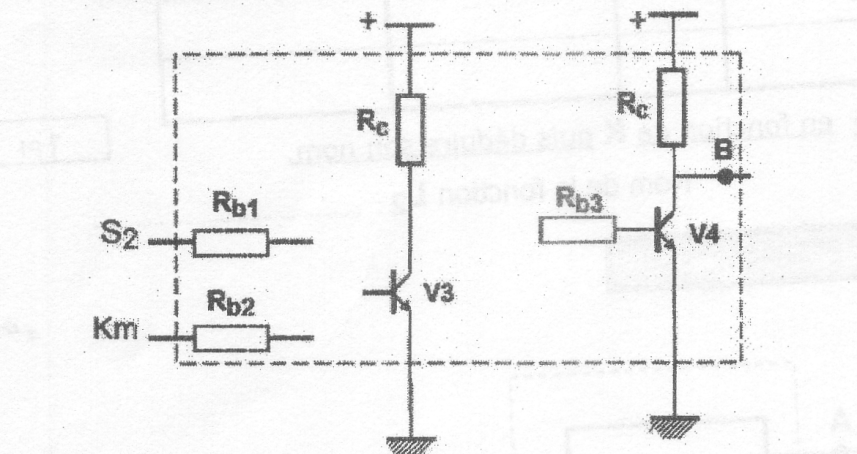 + +
Rc Rc
B
Rb1 Rb3
S2 V4
V3
Rb2
Km